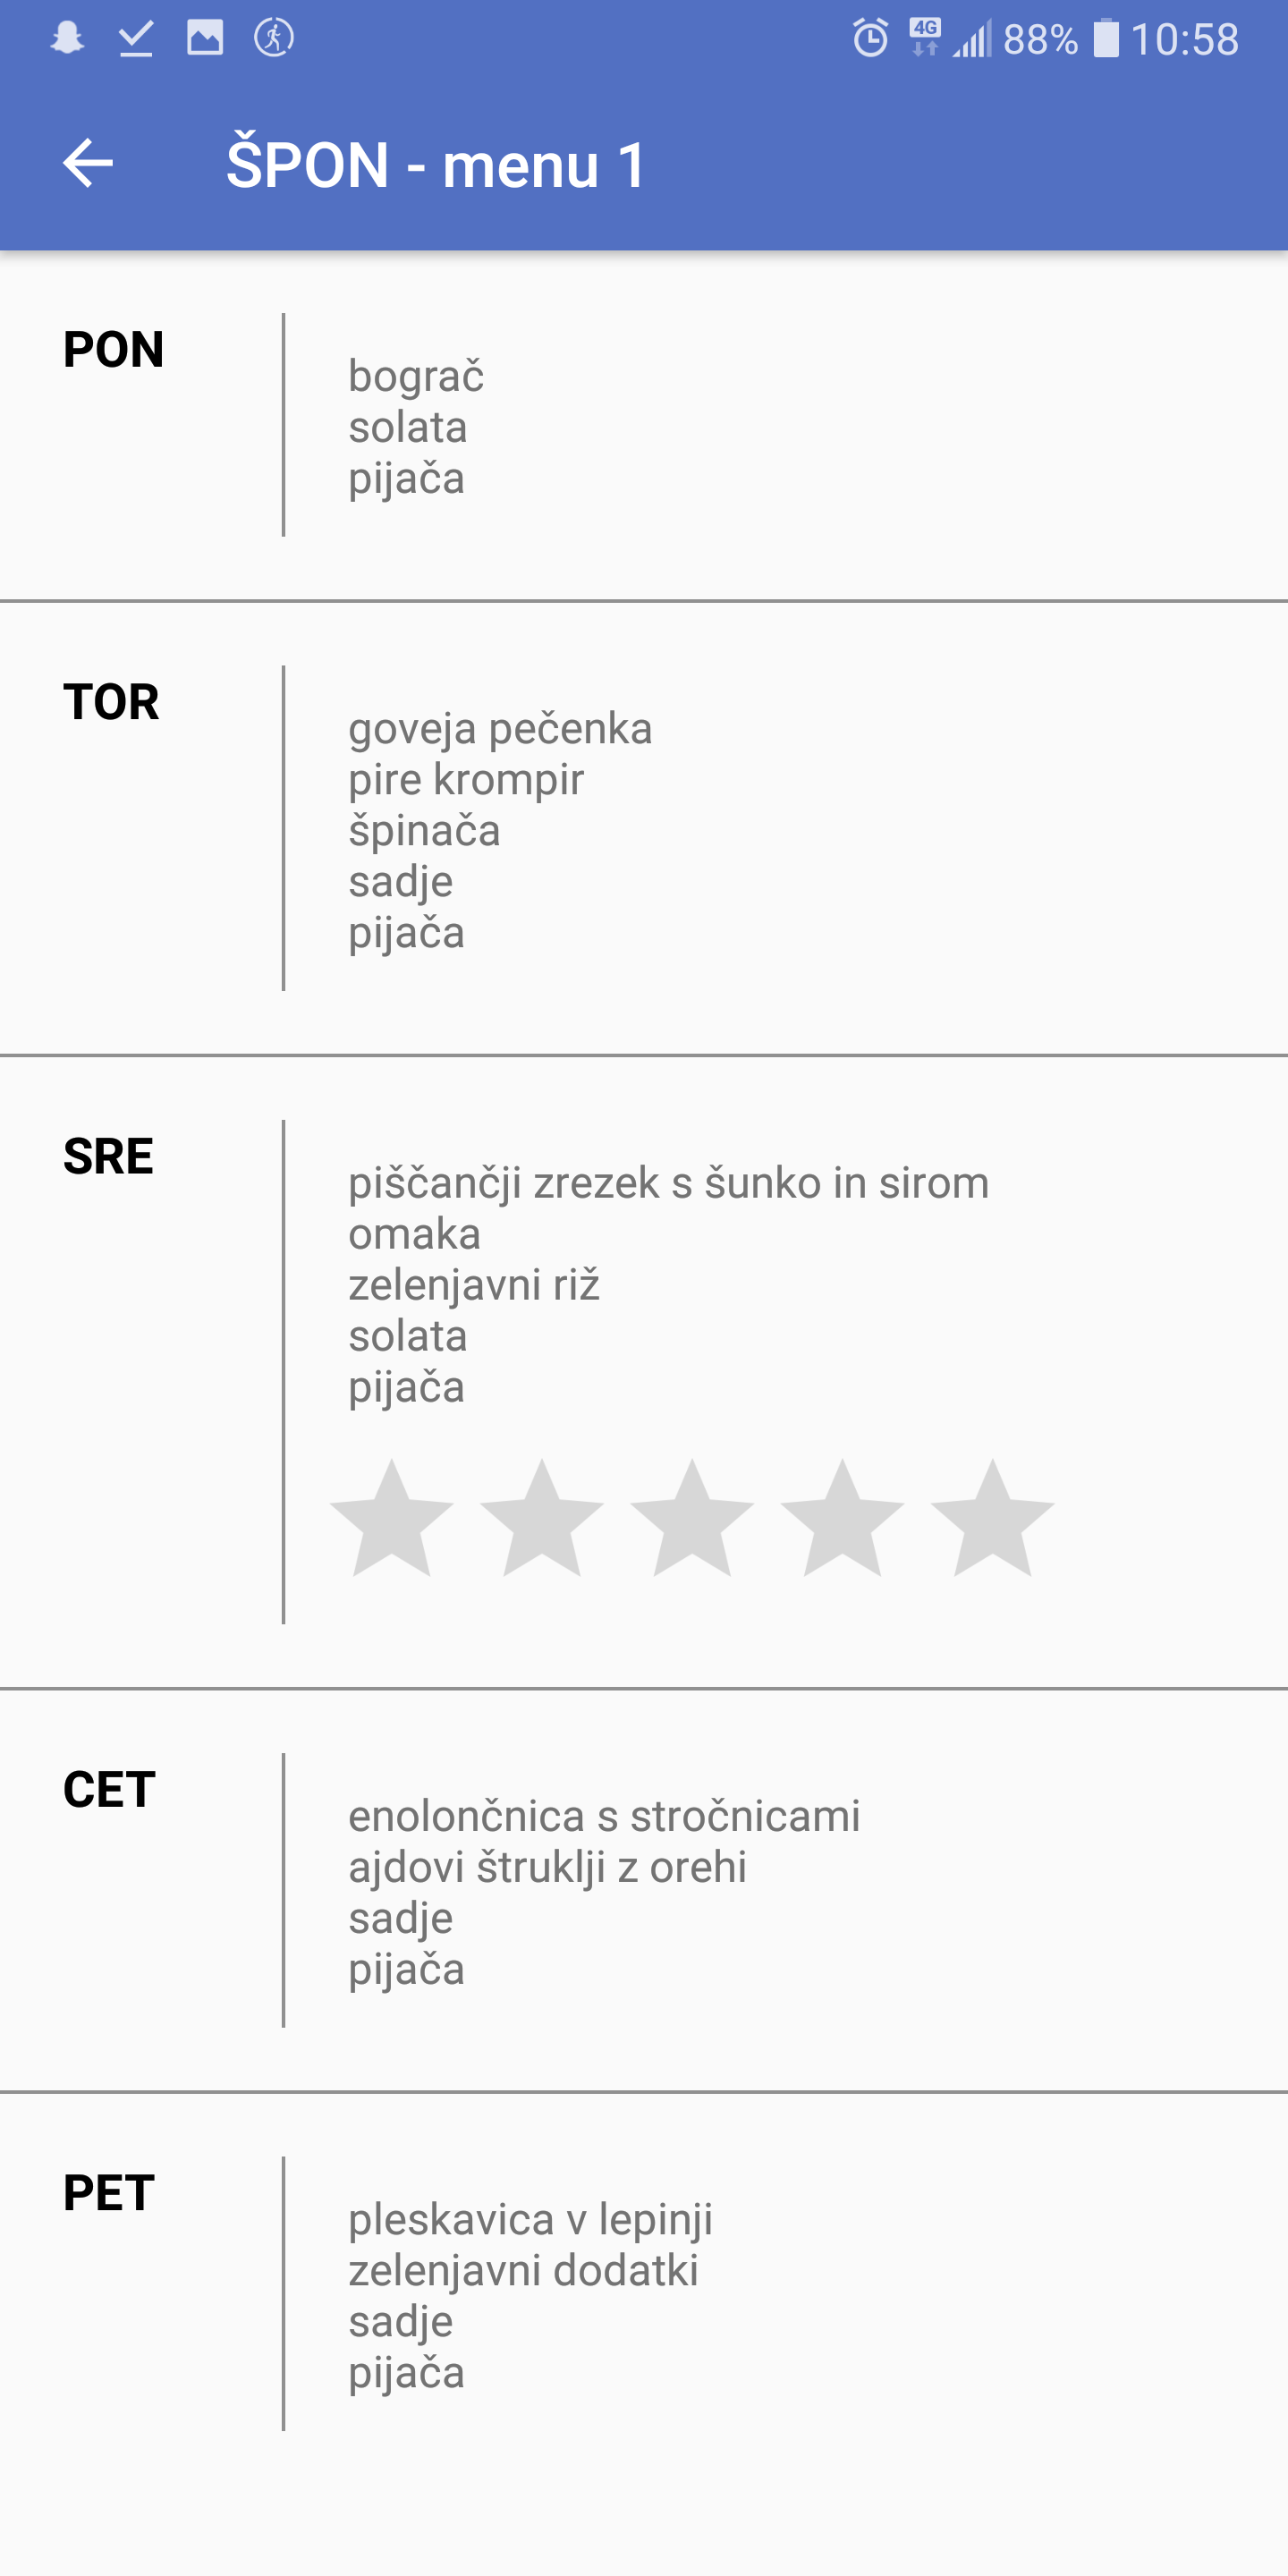 4G 88% 10:58
ŠPON - menu 1
PON
bograč
solata
pijača
TOR
goveja pečenka
pire krompir
špinača
sadje
pijača
SRE
piščančji zrezek s šunko in sirom
omaka
zelenjavni riž
solata
pijača
CET
enolončnica s stročnicami
ajdovi štruklji z orehi
sadje
pijača
PET
pleskavica v lepinji
zelenjavni dodatki
sadje
pijača